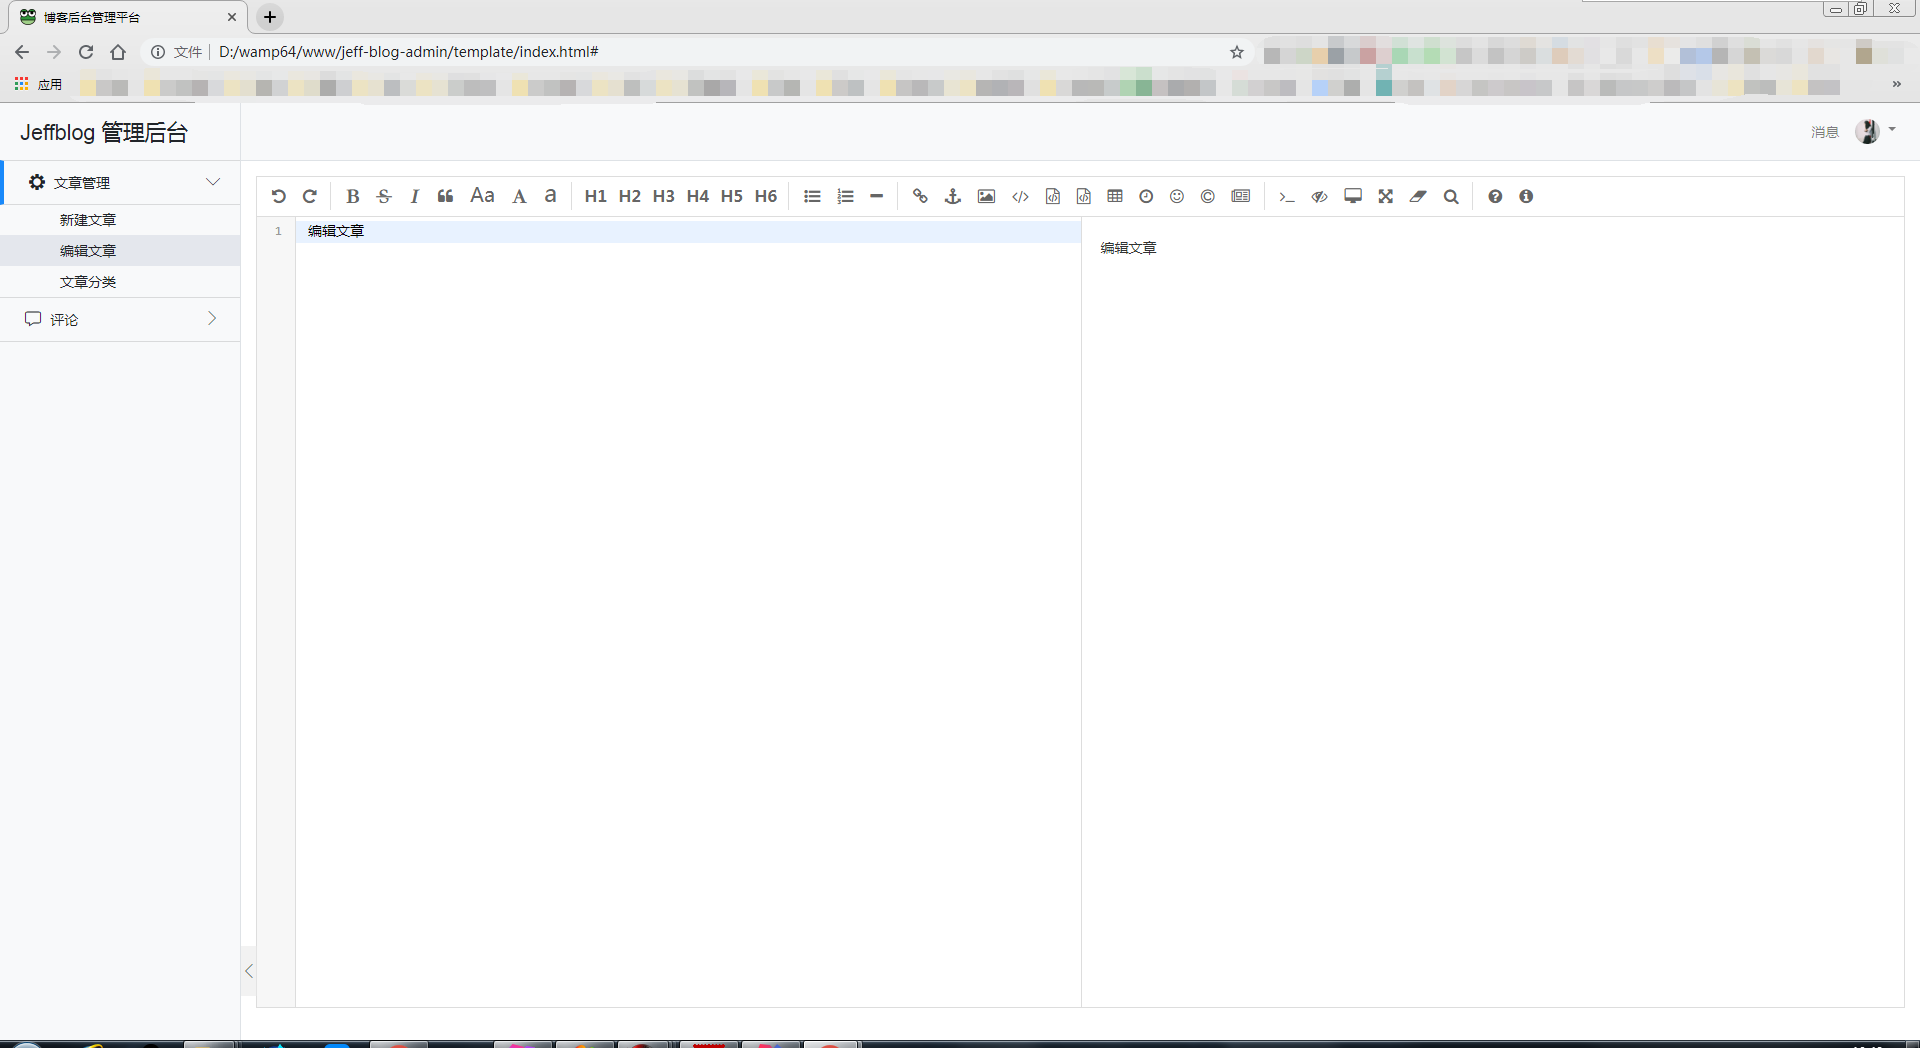 博客后台管理平台
文件 D:/wamp64/www/jeff-blog-admin/template/index.html#
应用
Jeffblog 管理后台
消息
文章管理
新建文章
编辑文章
文章分类
评论
B S I Aa A a H1 H2 H3 H4 H5 H6
1 编辑文章
编辑文章